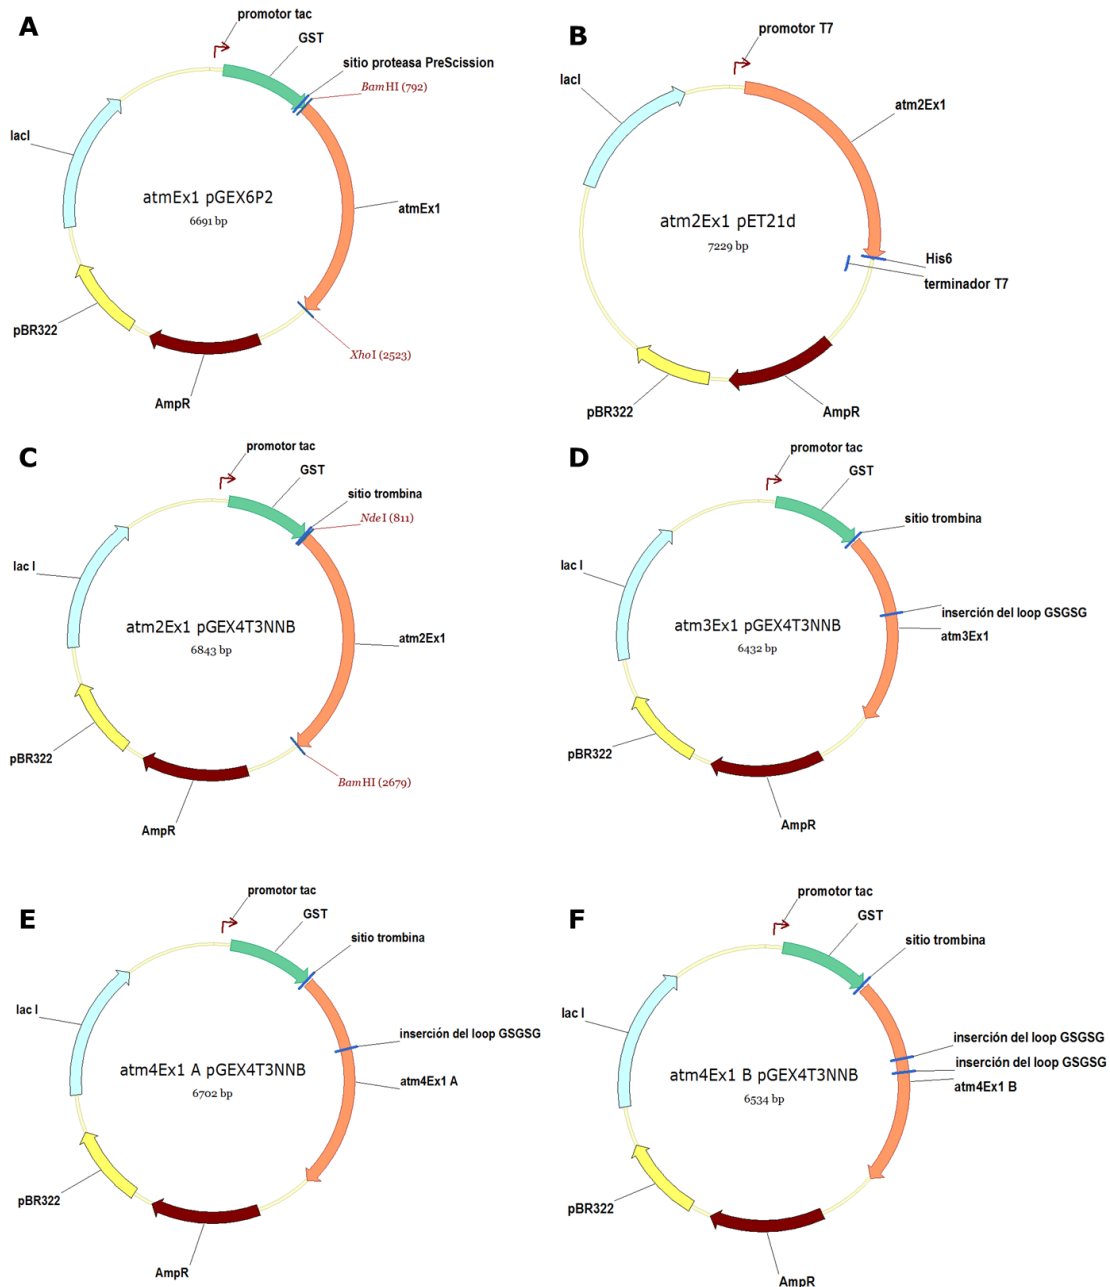 A
promotor tac
GST
sitio proteasa PreScission
BamHI (792)
lacI
atmEx1 pGEX6P2
6691 bp
atmEx1
pBR322
XhoI (2523)
AmpR
B
promotor T7
lacI
atm2Ex1
atm2Ex1 pET21d
7229 bp
His6
terminador T7
pBR322
AmpR
C
promotor tac
GST
sitio trombina
NdeI (811)
lac I
atm2Ex1 pGEX4T3NNB
6843 bp
atm2Ex1
pBR322
BamHI (2679)
AmpR
D
promotor tac
GST
sitio trombina
lac I
inserción del loop GSGSG
atm3Ex1 pGEX4T3NNB
atm3Ex1
6432 bp
pBR322
AmpR
E
promotor tac
GST
sitio trombina
lac I
inserción del loop GSGSG
atm4Ex1 A pGEX4T3NNB
atm4Ex1 A
6702 bp
pBR322
AmpR
F
promotor tac
GST
sitio trombina
lac I
inserción del loop GSGSG
inserción del loop GSGSG
atm4Ex1 B pGEX4T3NNB
atm4Ex1 B
6534 bp
pBR322
AmpR